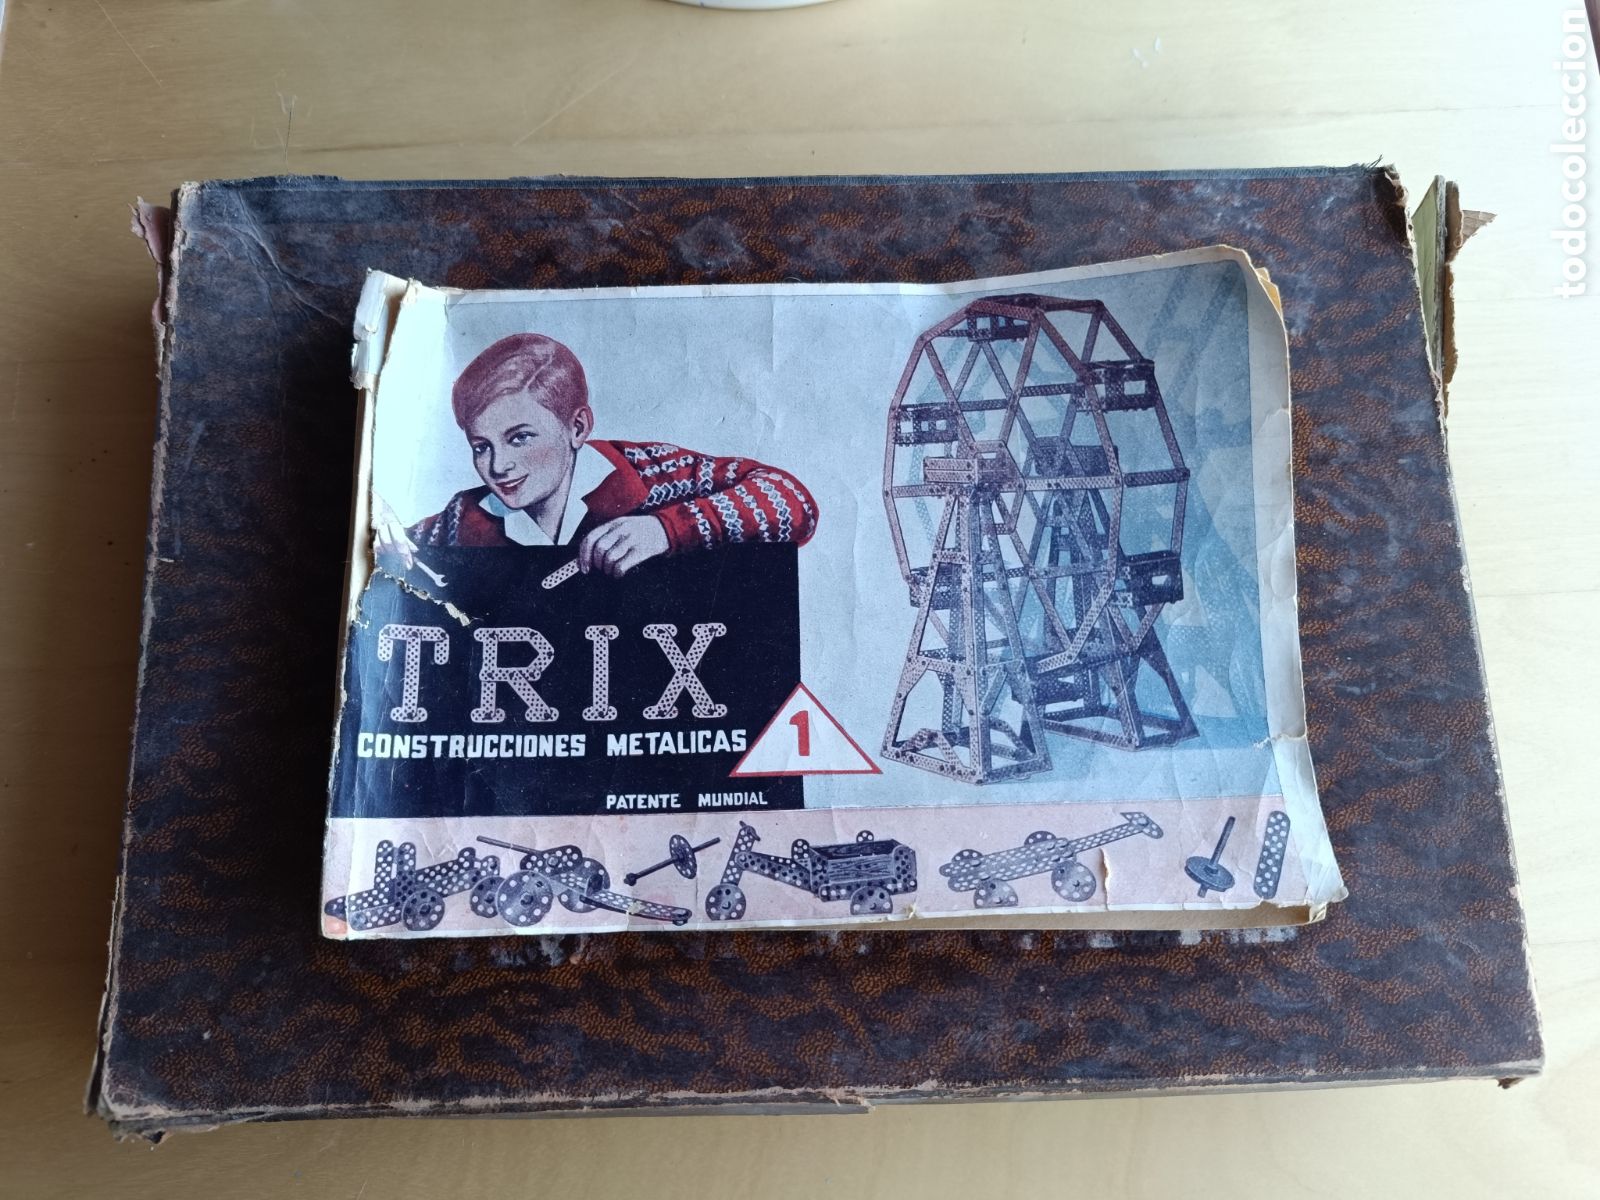 TRIX
CONSTRUCCIONES METALICAS
1
PATENTE MUNDIAL
todocoleccion